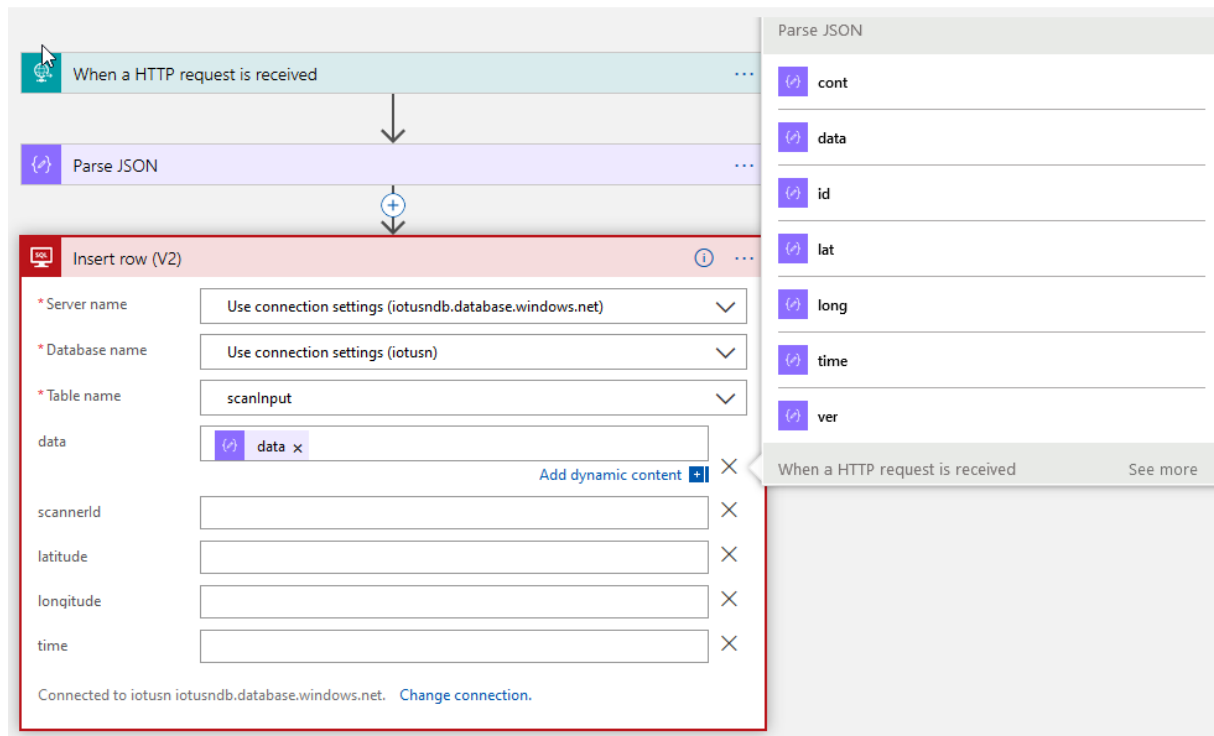 When a HTTP request is received
Parse JSON
Insert row (V2)
* Server name
Use connection settings (iotusndb.database.windows.net)
* Database name
Use connection settings (iotusn)
* Table name
scanInput
data
data ×
Add dynamic content
scannerId
latitude
longitude
time
Connected to iotusn iotusndb.database.windows.net. Change connection.
Parse JSON
cont
data
id
lat
long
time
ver
When a HTTP request is received See more